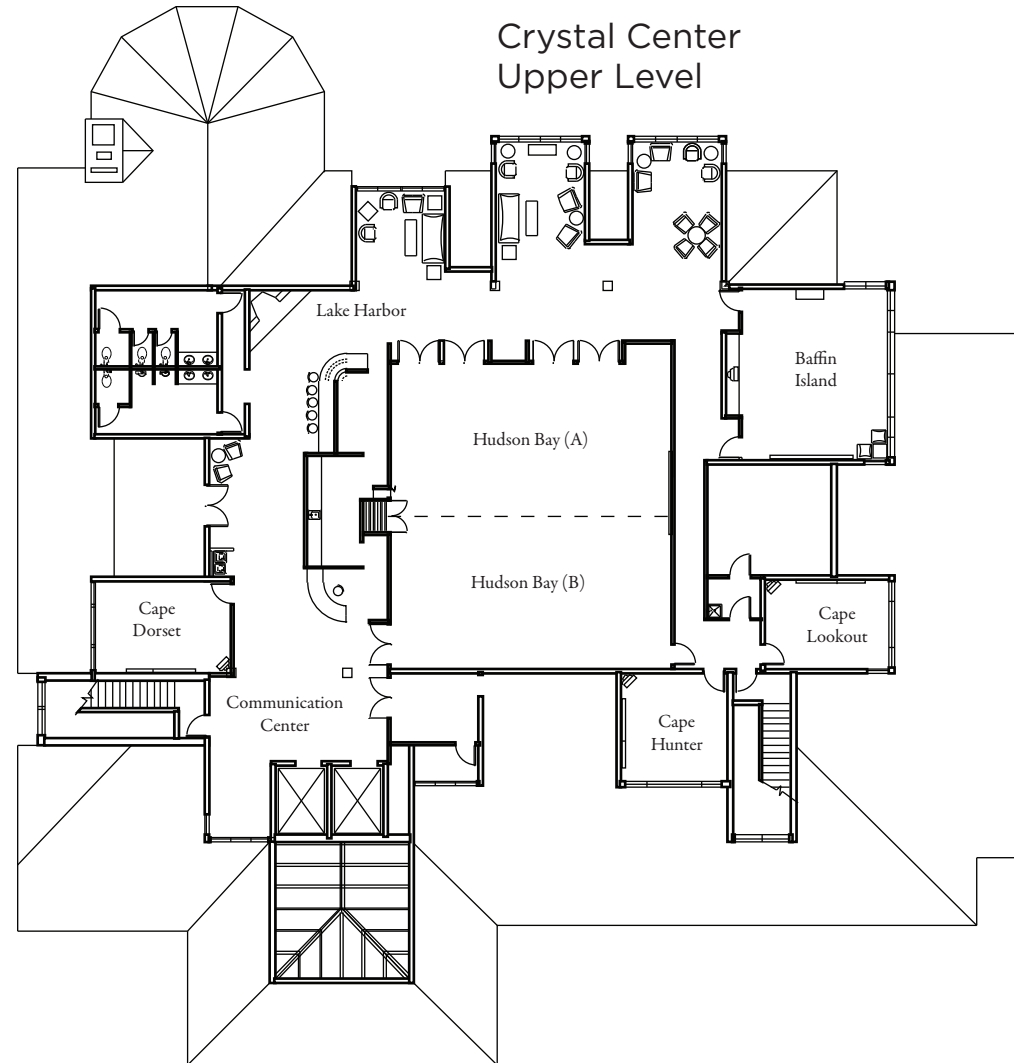 Crystal Center
Upper Level
Lake Harbor
Baffin
Island
Hudson Bay (A)
Hudson Bay (B)
Cape
Dorset
Cape
Lookout
Communication
Center
Cape
Hunter